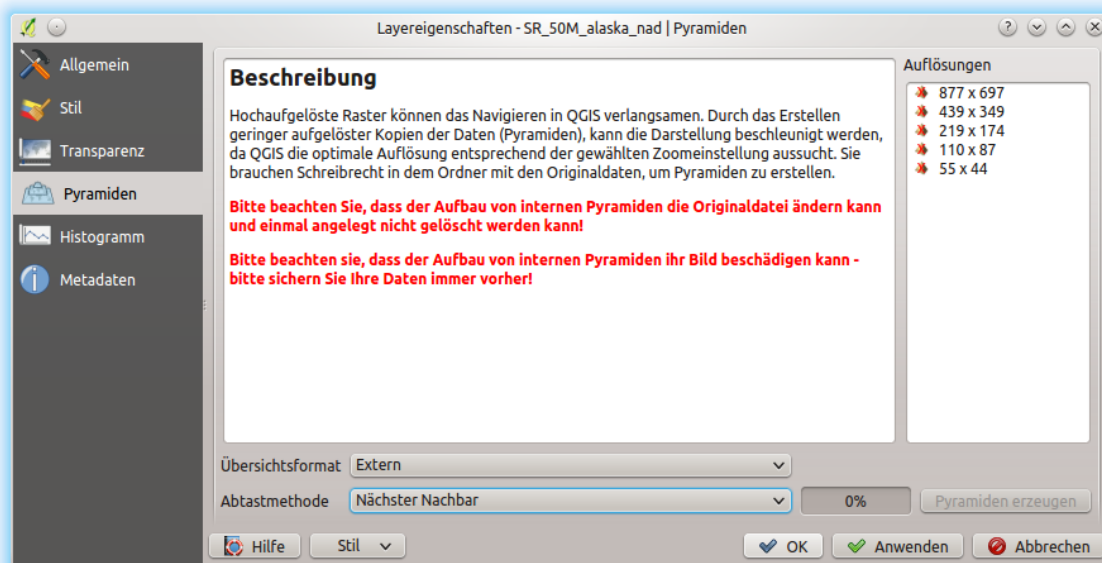 Layereigenschaften - SR_50M_alaska_nad | Pyramiden
Allgemein
Stil
Transparenz
Pyramiden
Histogramm
Metadaten
Beschreibung
Hochaufgelöste Raster können das Navigieren in QGIS verlangsamen. Durch das Erstellen
geringer aufgelöster Kopien der Daten (Pyramiden), kann die Darstellung beschleunigt werden,
da QGIS die optimale Auflösung entsprechend der gewählten Zoomeinstellung aussucht. Sie
brauchen Schreibrecht in dem Ordner mit den Originaldaten, um Pyramiden zu erstellen.
Bitte beachten Sie, dass der Aufbau von internen Pyramiden die Originaldatei ändern kann
und einmal angelegt nicht gelöscht werden kann!
Bitte beachten sie, dass der Aufbau von internen Pyramiden ihr Bild beschädigen kann -
bitte sichern Sie Ihre Daten immer vorher!
Auflösungen
877 x 697
439 x 349
219 x 174
110 x 87
55 x 44
Übersichtsformat Extern
Abtastmethode Nächster Nachbar 0% Pyramiden erzeugen
Hilfe Stil OK Anwenden Abbrechen